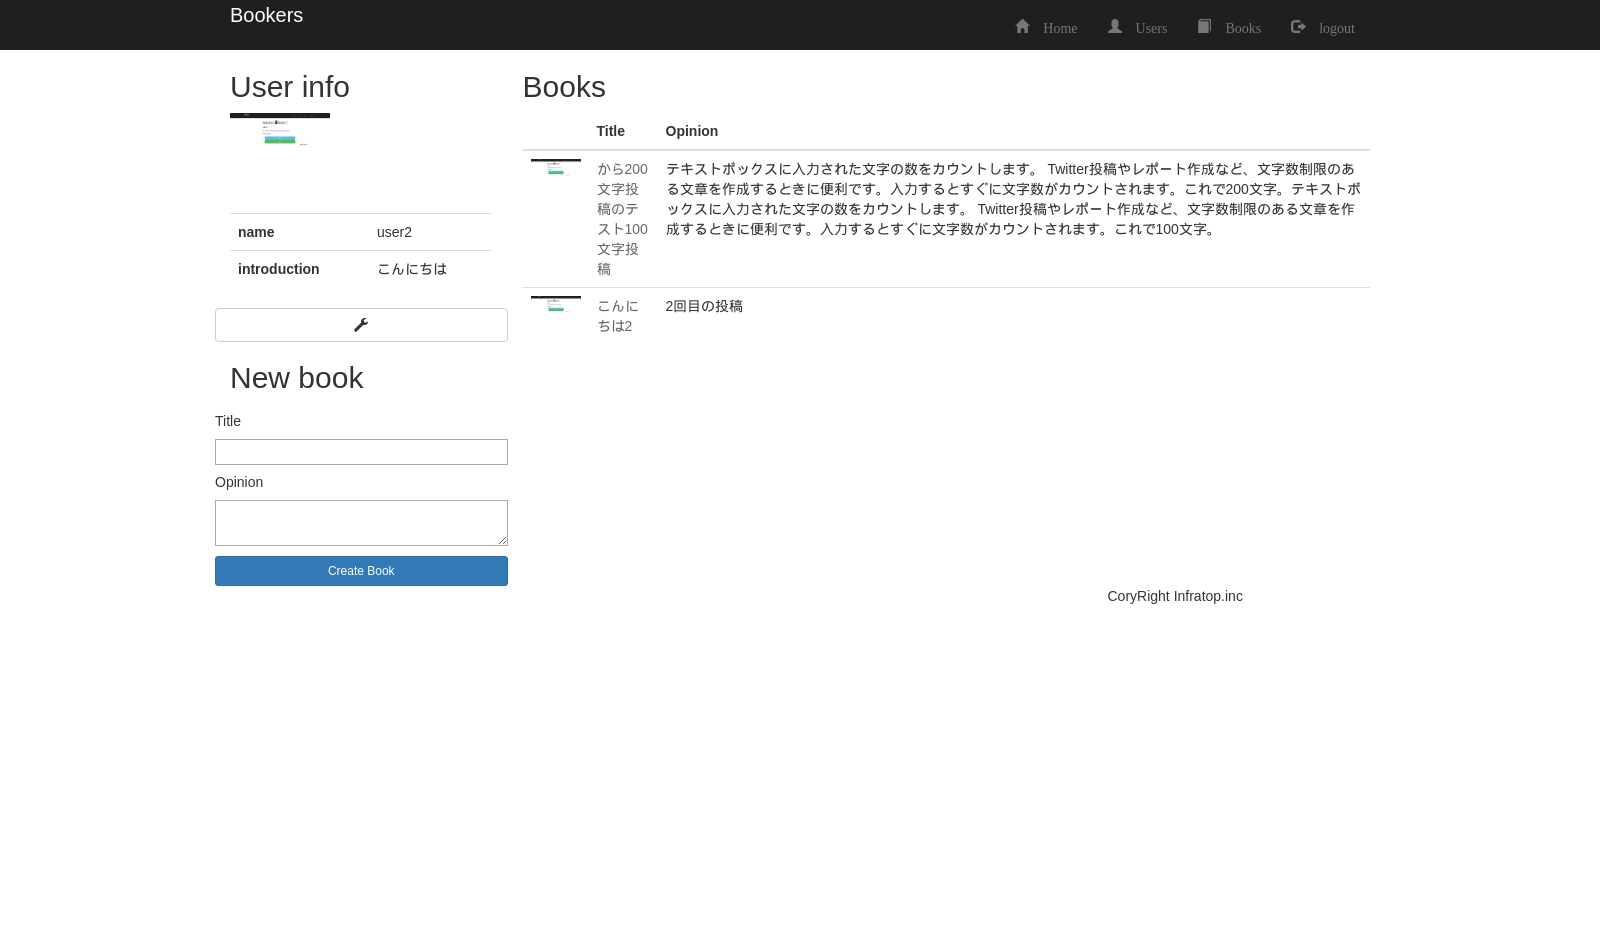 Bookers
Home
Users
Books
logout
User info
name
user2
introduction
こんにちは
New book
Title
Opinion
Create Book
Books
Title
Opinion
から200
文字投
稿のテ
スト100
文字投
稿
テキストボックスに入力された文字の数をカウントします。 Twitter投稿やレポート作成など、文字数制限のあ
る文章を作成するときに便利です。入力するとすぐに文字数がカウントされます。これで200文字。テキストボ
ックスに入力された文字の数をカウントします。 Twitter投稿やレポート作成など、文字数制限のある文章を作
成するときに便利です。入力するとすぐに文字数がカウントされます。これで100文字。
こんに
ちは2
2回目の投稿
CoryRight Infratop.inc